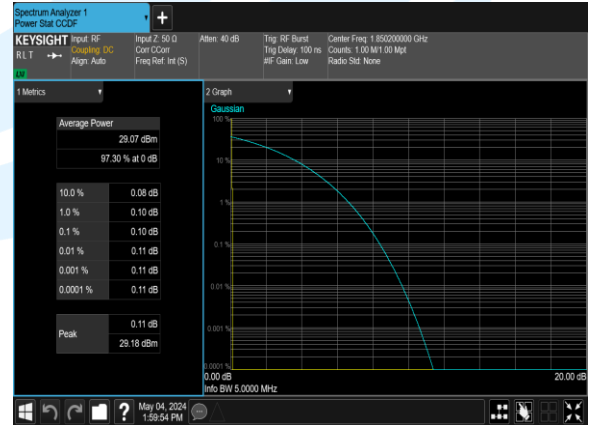 Spectrum Analyzer 1
Power Stat CCDF
+
KEYSIGHT
RLT
LXI
Input: RF
Coupling: DC
Align: Auto
Input Z: 50 Ω
Corr CCorr
Freq Ref: Int (S)
Atten: 40 dB
Trig: RF Burst
Trig Delay: 100 ns
#IF Gain: Low
Center Freq: 1.850200000 GHz
Counts: 1.00 M/1.00 Mpt
Radio Std: None
1 Metrics
Average Power
29.07 dBm
97.30 % at 0 dB
10.0 % 0.08 dB
1.0 % 0.10 dB
0.1 % 0.10 dB
0.01 % 0.11 dB
0.001 % 0.11 dB
0.0001 % 0.11 dB
Peak
0.11 dB
29.18 dBm
2 Graph
Gaussian
100 %
10 %
1 %
0.1 %
0.01 %
0.001 %
0.0001 %
0.00 dB 20.00 dB
Info BW 5.0000 MHz
? May 04, 2024
1:59:54 PM